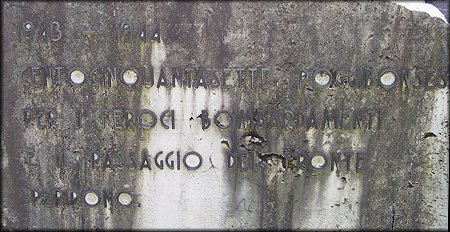 1943 - 1944
CENTOCINQUANTASETTE POGGIBONSESI
PER I FEROCI BOMBARDAMENTI
E IL PASSAGGIO DEL FRONTE
PERIRONO.